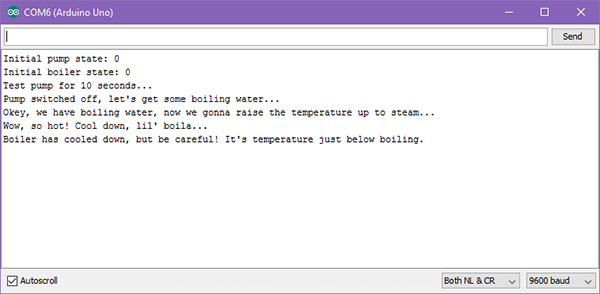 COM6 (Arduino Uno)
Send
Initial pump state: 0
Initial boiler state: 0
Test pump for 10 seconds...
Pump switched off, let's get some boiling water...
Okey, we have boiling water, now we gonna raise the temperature up to steam...
Wow, so hot! Cool down, lil' boila...
Boiler has cooled down, but be careful! It's temperature just below boiling.
Autoscroll
Both NL & CR
9600 baud